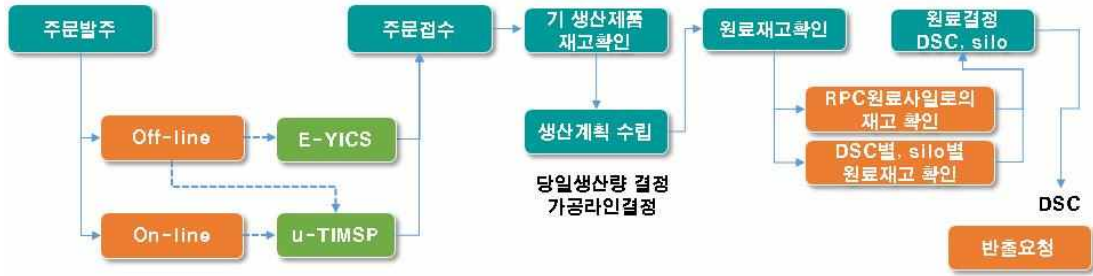 주문발주
주문접수
기 생산제품
재고확인
원료재고확인
원료결정
DSC, silo
RPC원료사일로의
재고 확인
Off-line
E-YICS
생산계획 수립
DSC별, silo별
원료재고 확인
당일생산량 결정
가공라인결정
DSC
On-line
u-TIMSP
반출요청